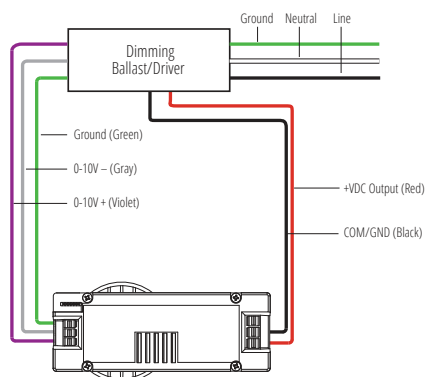 Ground Neutral Line
Dimming
Ballast/Driver
Ground (Green)
0-10V – (Gray)
0-10V + (Violet)
+VDC Output (Red)
COM/GND (Black)